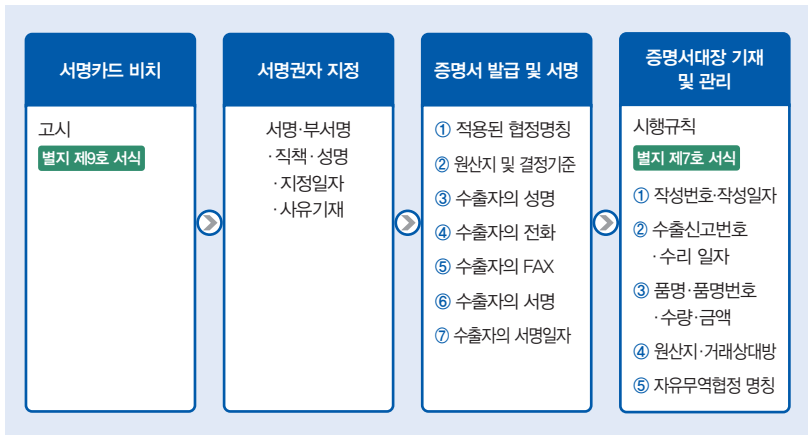 서명카드 비치
고시
별지 제9호 서식
서명권자 지정
서명·부서명
·직책·성명
·지정일자
·사유기재
증명서 발급 및 서명
① 적용된 협정명칭
② 원산지 및 결정기준
③ 수출자의 성명
④ 수출자의 전화
⑤ 수출자의 FAX
⑥ 수출자의 서명
⑦ 수출자의 서명일자
증명서대장 기재
및 관리
시행규칙
별지 제7호 서식
① 작성번호·작성일자
② 수출신고번호
·수리 일자
③ 품명·품명번호
·수량·금액
④ 원산지·거래상대방
⑤ 자유무역협정 명칭